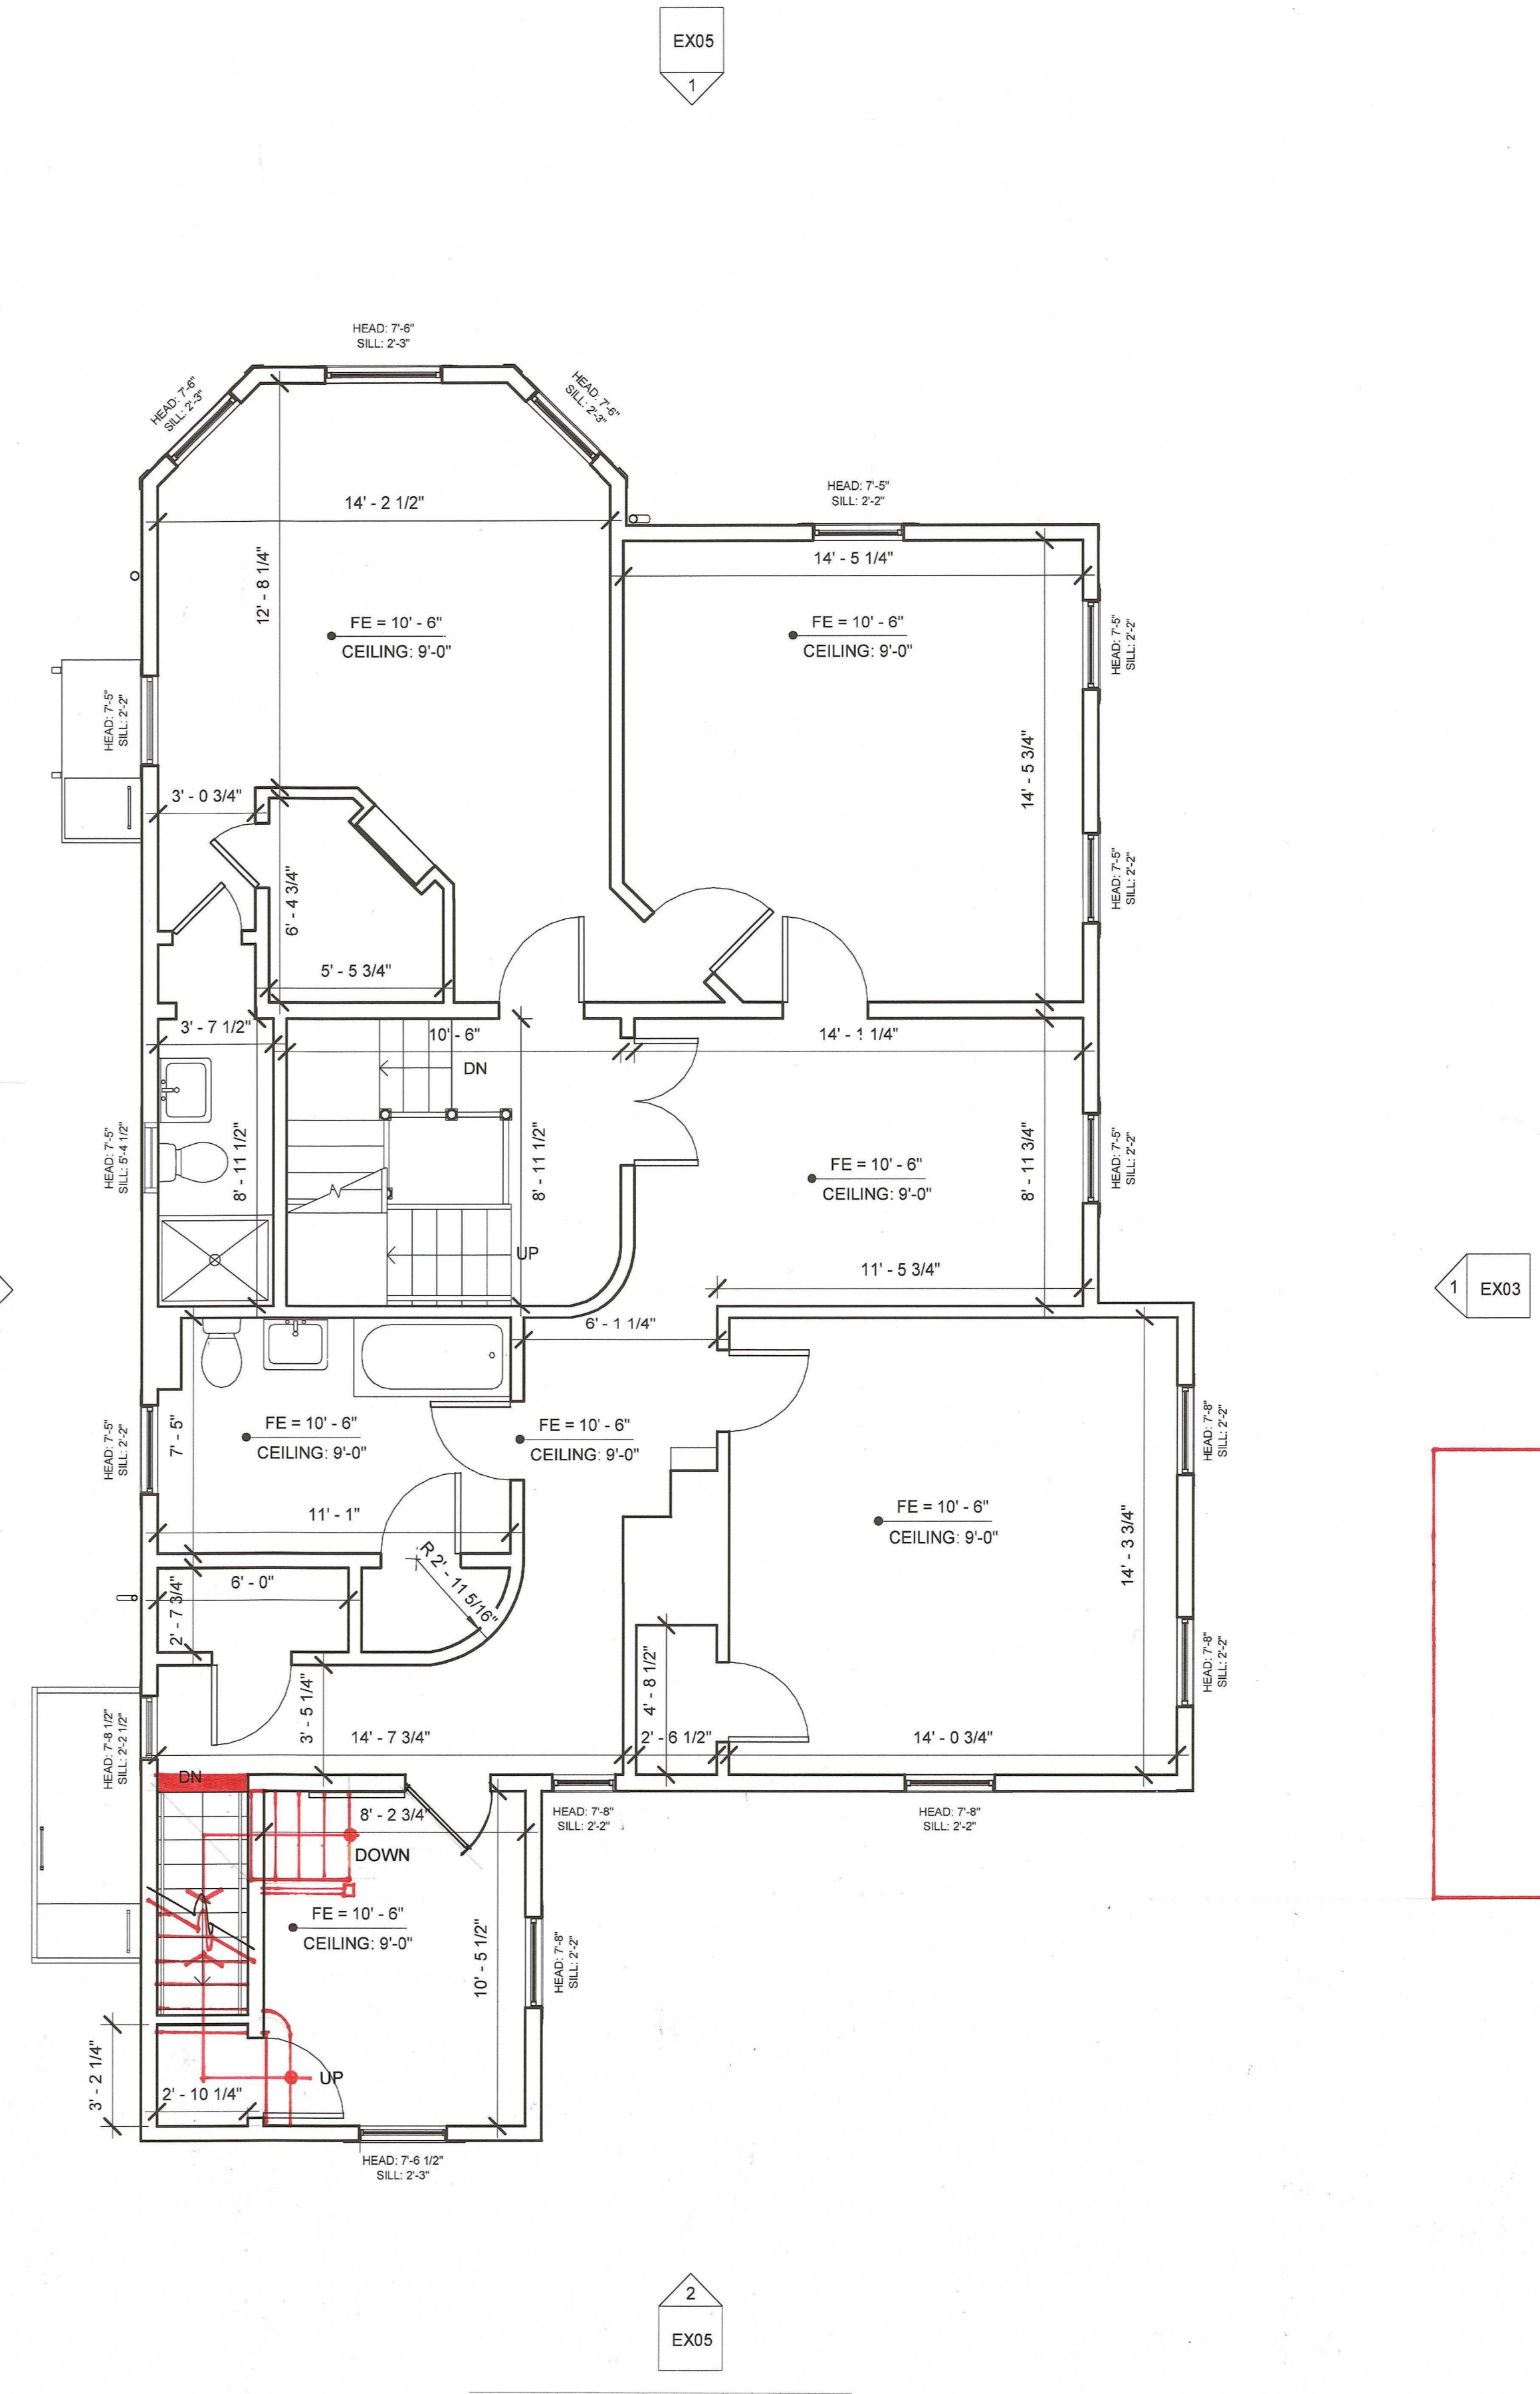 EX05
1
HEAD: 7'-6"
SILL: 2'-3"
HEAD: 7'-6"
SILL: 2'-3"
HEAD: 7'-6"
SILL: 2'-3"
HEAD: 7'-5"
SILL: 2'-2"
14' - 2 1/2"
14' - 5 1/4"
12' - 8 1/4"
FE = 10' - 6"
CEILING: 9'-0"
FE = 10' - 6"
CEILING: 9'-0"
HEAD: 7'-5"
SILL: 2'-2"
HEAD: 7'-5"
SILL: 2'-2"
14' - 5 3/4"
3' - 0 3/4"
HEAD: 7'-5"
SILL: 2'-2"
6' - 4 3/4"
5' - 5 3/4"
3' - 7 1/2"
10' - 6"
14' - 1 1/4"
DN
HEAD: 7'-5"
SILL: 5'-4 1/2"
8' - 11 1/2"
8' - 11 1/2"
FE = 10' - 6"
CEILING: 9'-0"
8' - 11 3/4"
HEAD: 7'-5"
SILL: 2'-2"
UP
11' - 5 3/4"
1
EX03
6' - 1 1/4"
HEAD: 7'-5"
SILL: 2'-2"
7' - 5"
FE = 10' - 6"
CEILING: 9'-0"
FE = 10' - 6"
CEILING: 9'-0"
HEAD: 7'-8"
SILL: 2'-2"
11' - 1"
FE = 10' - 6"
CEILING: 9'-0"
14' - 3 3/4"
R 2' - 11 5/16"
6' - 0"
2' - 7 3/4"
HEAD: 7'-8"
SILL: 2'-2"
4' - 8 1/2"
3' - 5 1/4"
HEAD: 7'-8 1/2"
SILL: 2'-2 1/2"
14' - 7 3/4"
2' - 6 1/2"
14' - 0 3/4"
DN
8' - 2 3/4"
HEAD: 7'-8"
SILL: 2'-2"
HEAD: 7'-8"
SILL: 2'-2"
DOWN
FE = 10' - 6"
CEILING: 9'-0"
10' - 5 1/2"
HEAD: 7'-8"
SILL: 2'-2"
3' - 2 1/4"
UP
2' - 10 1/4"
HEAD: 7'-6 1/2"
SILL: 2'-3"
2
EX05